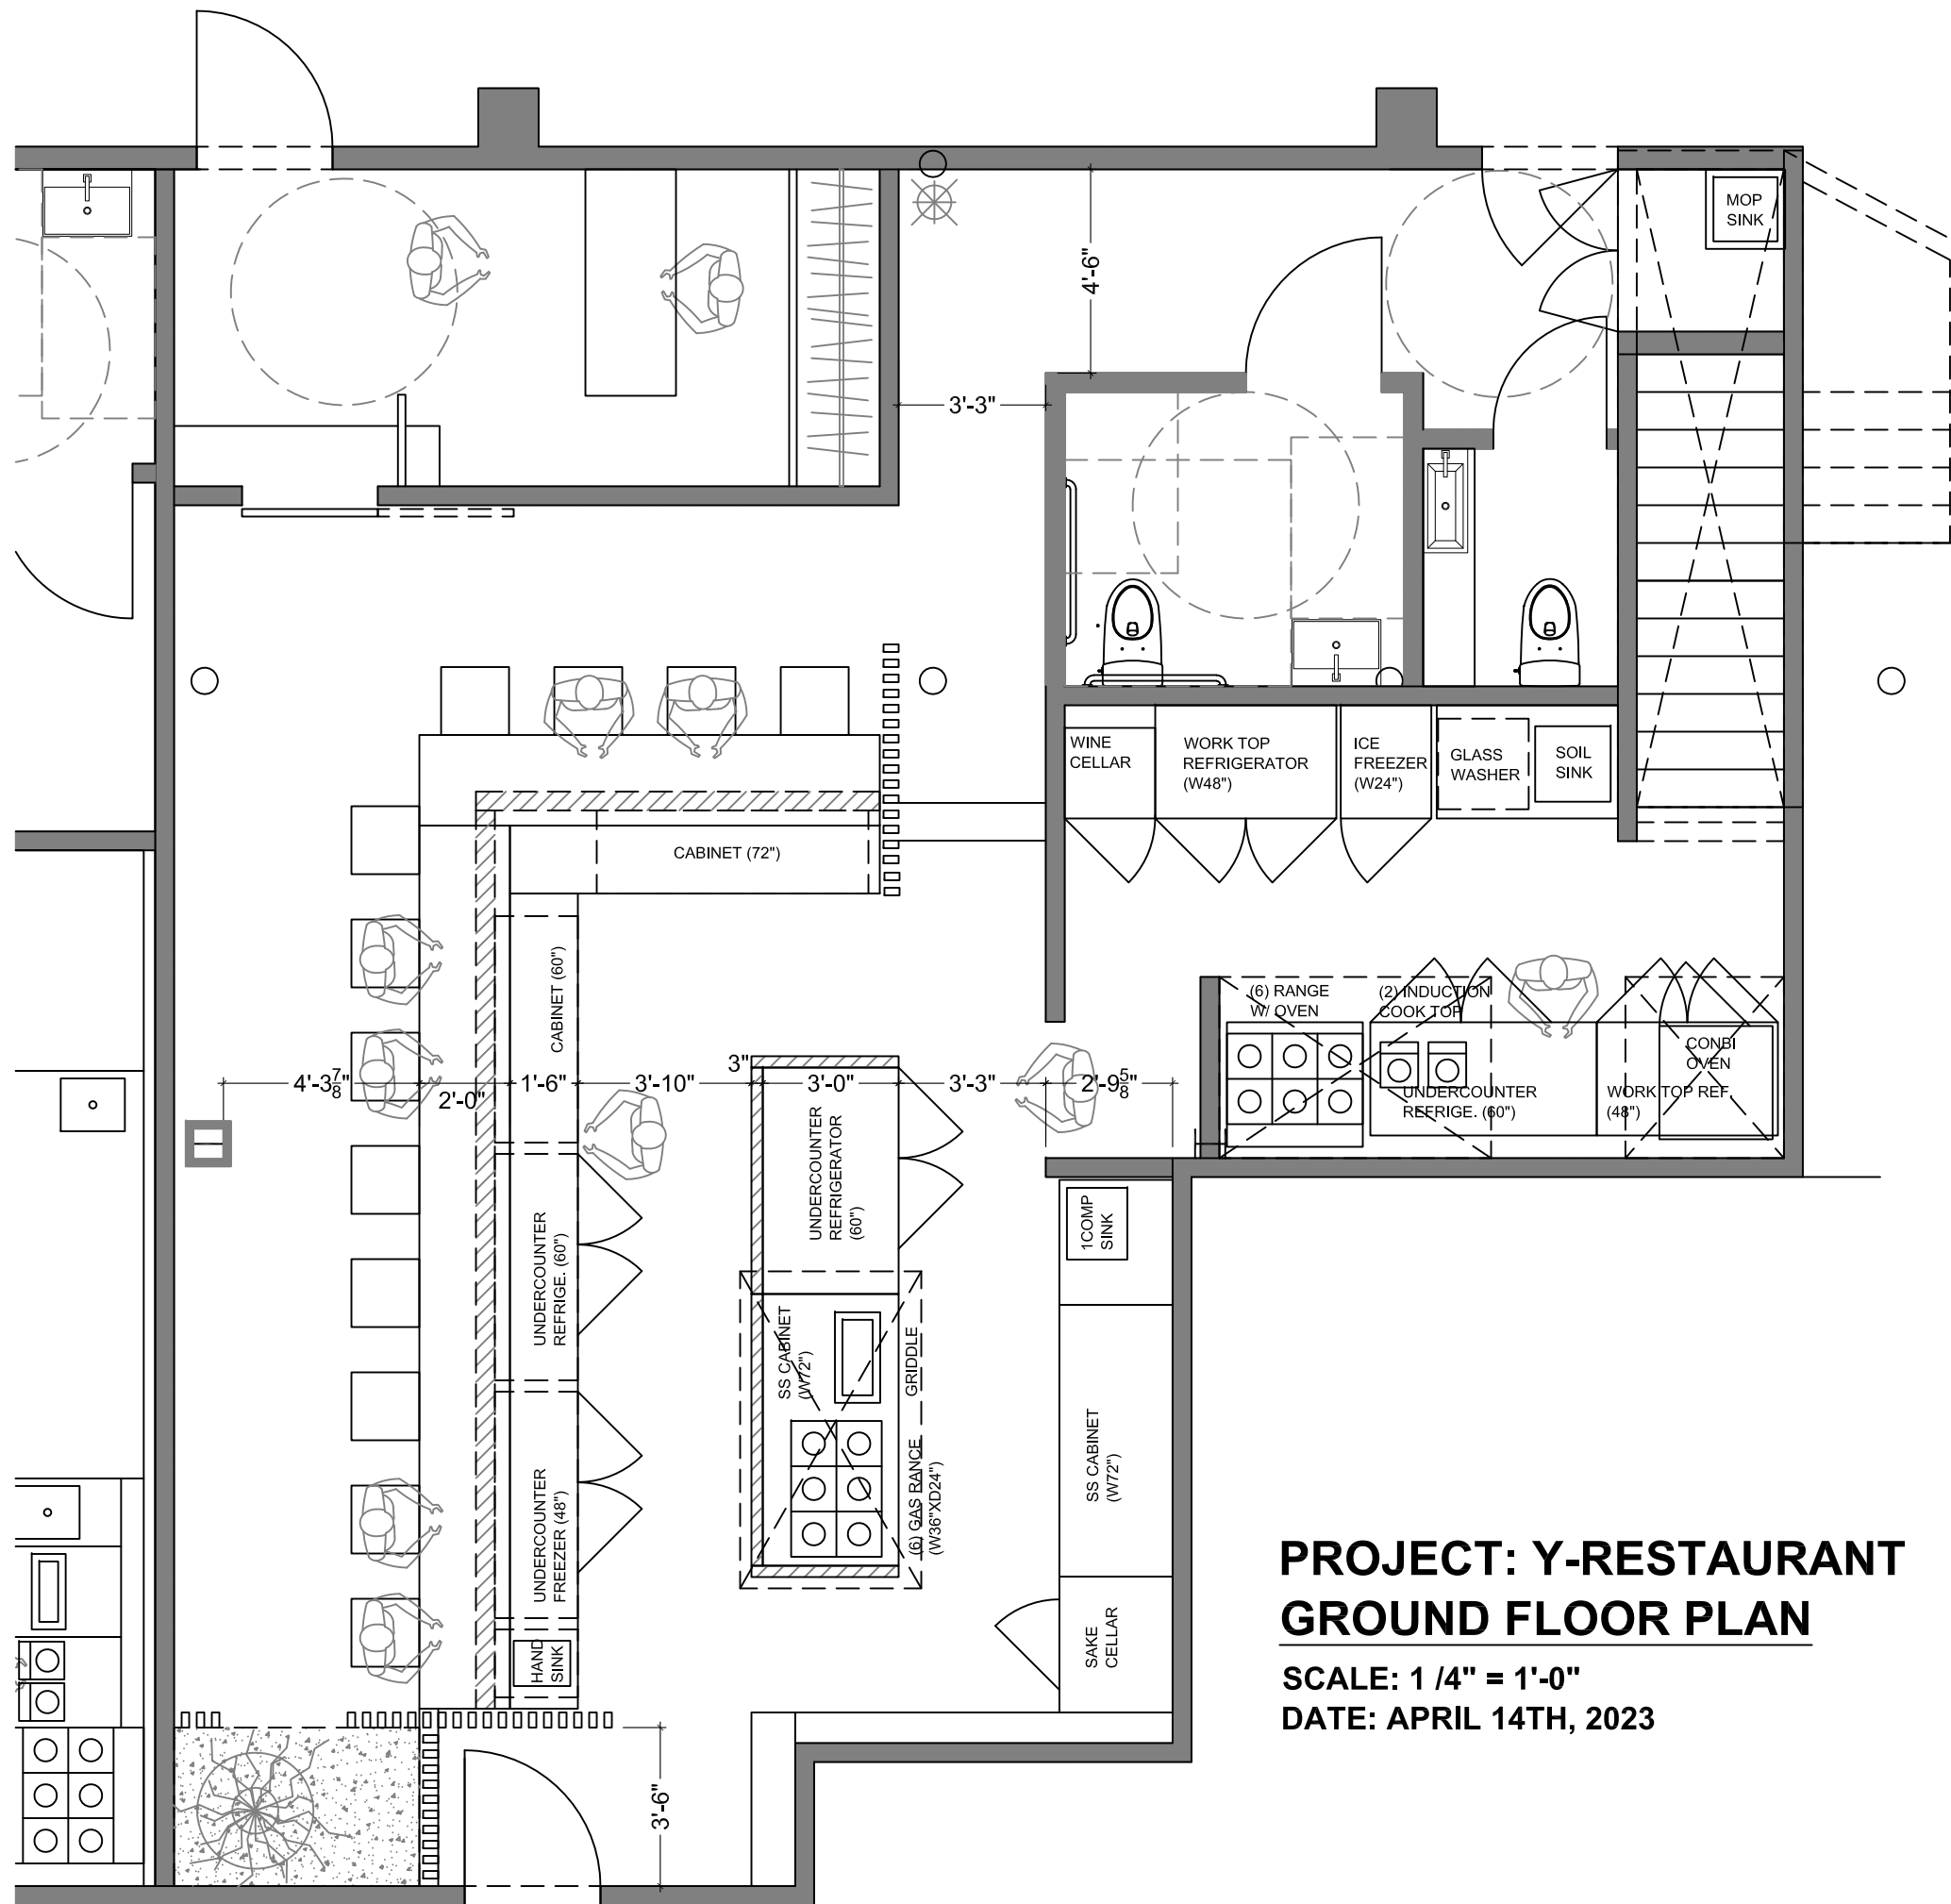 MOP
SINK
4'-6"
3'-3"
WINE
CELLAR
WORK TOP
REFRIGERATOR
(W48")
ICE
FREEZER
(W24")
GLASS
WASHER
SOIL
SINK
CABINET (72")
CABINET (60")
(6) RANGE
W/ OVEN
(2) INDUCTION
COOK TOP
CONBI
OVEN
UNDERCOUNTER
REFRIGE. (60")
WORK TOP REF.
(48")
4'-3 7/8"
2'-0"
1'-6"
3'-10"
3"
3'-0"
3'-3"
2'-9 5/8"
UNDERCOUNTER
REFRIGERATOR
(60")
UNDERCOUNTER
REFRIGE. (60")
1COMP
SINK
SS CABINET
(W72")
GRIDDLE
(6) GAS RANGE
(W36"XD24")
SS CABINET
(W72")
UNDERCOUNTER
FREEZER (48")
HAND
SINK
SAKE
CELLAR
3'-6"
PROJECT: Y-RESTAURANT
GROUND FLOOR PLAN
SCALE: 1 /4" = 1'-0"
DATE: APRIL 14TH, 2023